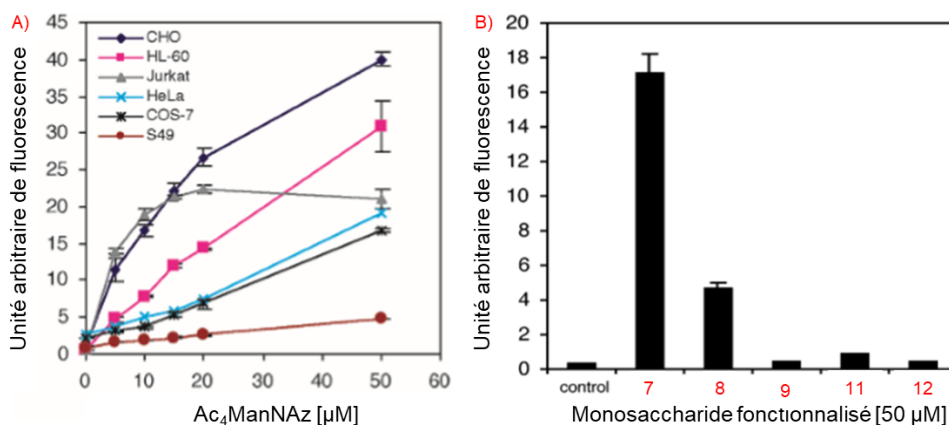 A)
Unité arbitraire de fluorescence
45
40
35
30
25
20
15
10
5
0
CHO
HL-60
Jurkat
HeLa
COS-7
S49
0 10 20 30 40 50 60
Ac₄ManNAz [µM]
B)
Unité arbitraire de fluorescence
20
18
16
14
12
10
8
6
4
2
0
control 7 8 9 11 12
Monosaccharide fonctionnalisé [50 µM]